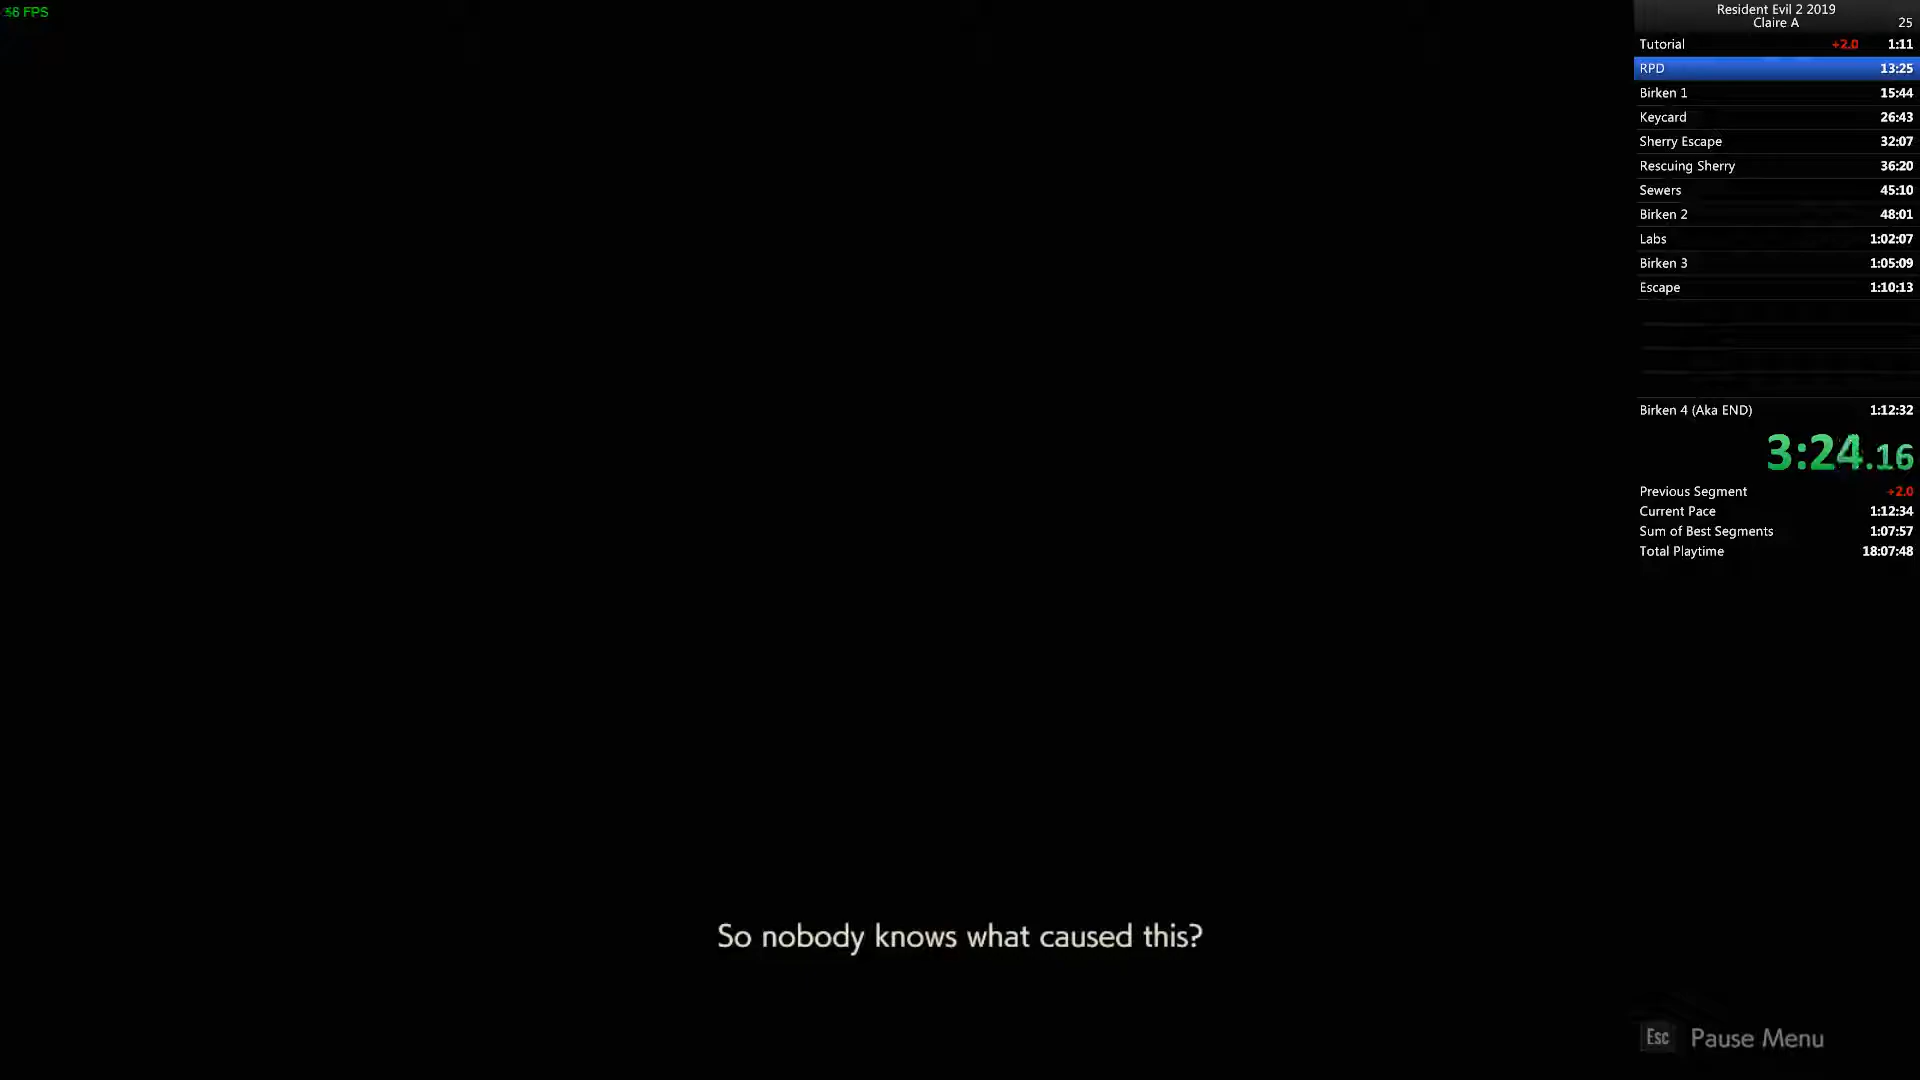 56 FPS
Resident Evil 2 2019
Claire A 25
Tutorial +2.0 1:11
RPD 13:25
Birken 1 15:44
Keycard 26:43
Sherry Escape 32:07
Rescuing Sherry 36:20
Sewers 45:10
Birken 2 48:01
Labs 1:02:07
Birken 3 1:05:09
Escape 1:10:13
Birken 4 (Aka END) 1:12:32
3:24.16
Previous Segment +2.0
Current Pace 1:12:34
Sum of Best Segments 1:07:57
Total Playtime 18:07:48
So nobody knows what caused this?
Esc Pause Menu